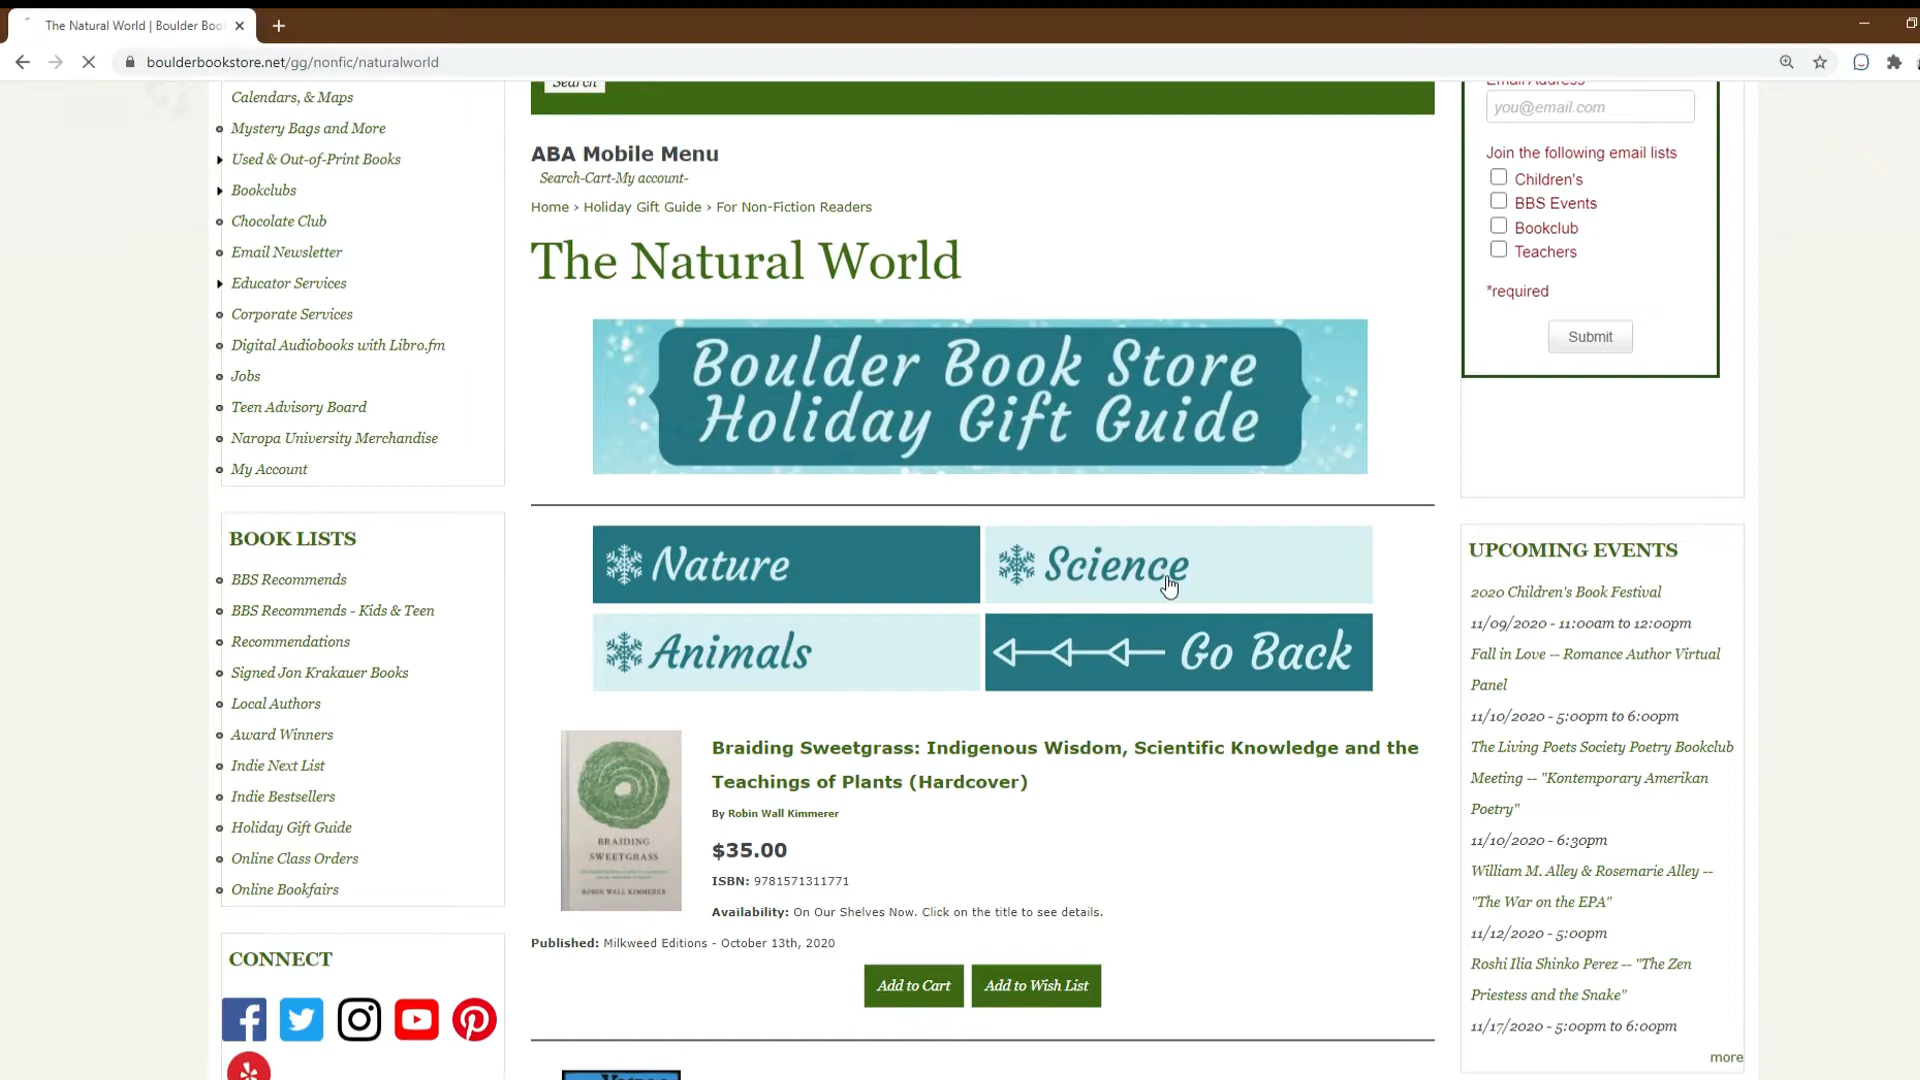 The Natural World | Boulder Boo
boulderbookstore.net/gg/nonfic/naturalworld
Calendars, & Maps
Mystery Bags and More
Used & Out-of-Print Books
Bookclubs
Chocolate Club
Email Newsletter
Educator Services
Corporate Services
Digital Audiobooks with Libro.fm
Jobs
Teen Advisory Board
Naropa University Merchandise
My Account
BOOK LISTS
BBS Recommends
BBS Recommends - Kids & Teen
Recommendations
Signed Jon Krakauer Books
Local Authors
Award Winners
Indie Next List
Indie Bestsellers
Holiday Gift Guide
Online Class Orders
Online Bookfairs
CONNECT
Search
ABA Mobile Menu
Search-Cart-My account-
Home › Holiday Gift Guide › For Non-Fiction Readers
The Natural World
Boulder Book Store
Holiday Gift Guide
Nature
Science
Animals
Go Back
BRAIDING
SWEETGRASS
ROBIN WALL KIMMERER
Braiding Sweetgrass: Indigenous Wisdom, Scientific Knowledge and the
Teachings of Plants (Hardcover)
By Robin Wall Kimmerer
$35.00
ISBN: 9781571311771
Availability: On Our Shelves Now. Click on the title to see details.
Published: Milkweed Editions - October 13th, 2020
Add to Cart
Add to Wish List
Email Address
you@email.com
Join the following email lists
Children's
BBS Events
Bookclub
Teachers
*required
Submit
UPCOMING EVENTS
2020 Children's Book Festival
11/09/2020 - 11:00am to 12:00pm
Fall in Love -- Romance Author Virtual
Panel
11/10/2020 - 5:00pm to 6:00pm
The Living Poets Society Poetry Bookclub
Meeting -- "Kontemporary Amerikan
Poetry"
11/10/2020 - 6:30pm
William M. Alley & Rosemarie Alley --
"The War on the EPA"
11/12/2020 - 5:00pm
Roshi Ilia Shinko Perez -- "The Zen
Priestess and the Snake"
11/17/2020 - 5:00pm to 6:00pm
more